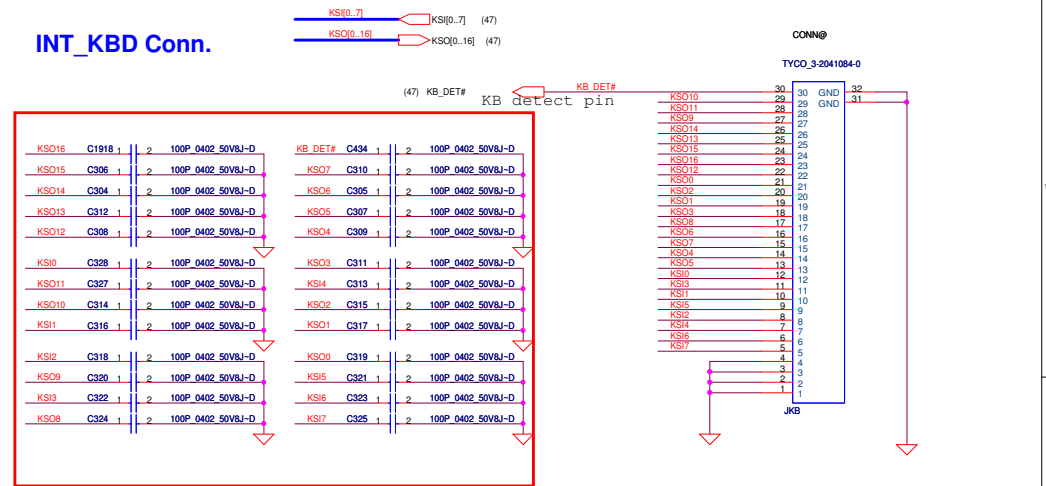 KSI[0..7] KSI[0..7] (47)
INT_KBD Conn. KSO[0..16] KSO[0..16] (47)
CONN@
TYCO_3-2041084-0
(47) KB_DET# KB_DET# 30 30 GND 32
KB detect pin
KSO10 29 29 GND 31
KSO11 28 28
KSO9 27 27
KSO14 26 26
KSO13 25 25
KSO15 24 24
KSO16 23 23
KSO12 22 22
KSO0 21 21
KSO2 20 20
KSO1 19 19
KSO3 18 18
KSO8 17 17
KSO6 16 16
KSO7 15 15
KSO4 14 14
KSO5 13 13
KSI0 12 12
KSI3 11 11
KSI1 10 10
KSI5 9 9
KSI2 8 8
KSI4 7 7
KSI6 6 6
KSI7 5 5
4 4
3 3
2 2
1 1
JKB
KSO16 C1918 1 2 100P_0402_50V8J~D
KSO15 C306 1 2 100P_0402_50V8J~D
KSO14 C304 1 2 100P_0402_50V8J~D
KSO13 C312 1 2 100P_0402_50V8J~D
KSO12 C308 1 2 100P_0402_50V8J~D
KSI0 C328 1 2 100P_0402_50V8J~D
KSO11 C327 1 2 100P_0402_50V8J~D
KSO10 C314 1 2 100P_0402_50V8J~D
KSI1 C316 1 2 100P_0402_50V8J~D
KSI2 C318 1 2 100P_0402_50V8J~D
KSO9 C320 1 2 100P_0402_50V8J~D
KSI3 C322 1 2 100P_0402_50V8J~D
KSO8 C324 1 2 100P_0402_50V8J~D
KB_DET# C434 1 2 100P_0402_50V8J~D
KSO7 C310 1 2 100P_0402_50V8J~D
KSO6 C305 1 2 100P_0402_50V8J~D
KSO5 C307 1 2 100P_0402_50V8J~D
KSO4 C309 1 2 100P_0402_50V8J~D
KSO3 C311 1 2 100P_0402_50V8J~D
KSI4 C313 1 2 100P_0402_50V8J~D
KSO2 C315 1 2 100P_0402_50V8J~D
KSO1 C317 1 2 100P_0402_50V8J~D
KSO0 C319 1 2 100P_0402_50V8J~D
KSI5 C321 1 2 100P_0402_50V8J~D
KSI6 C323 1 2 100P_0402_50V8J~D
KSI7 C325 1 2 100P_0402_50V8J~D